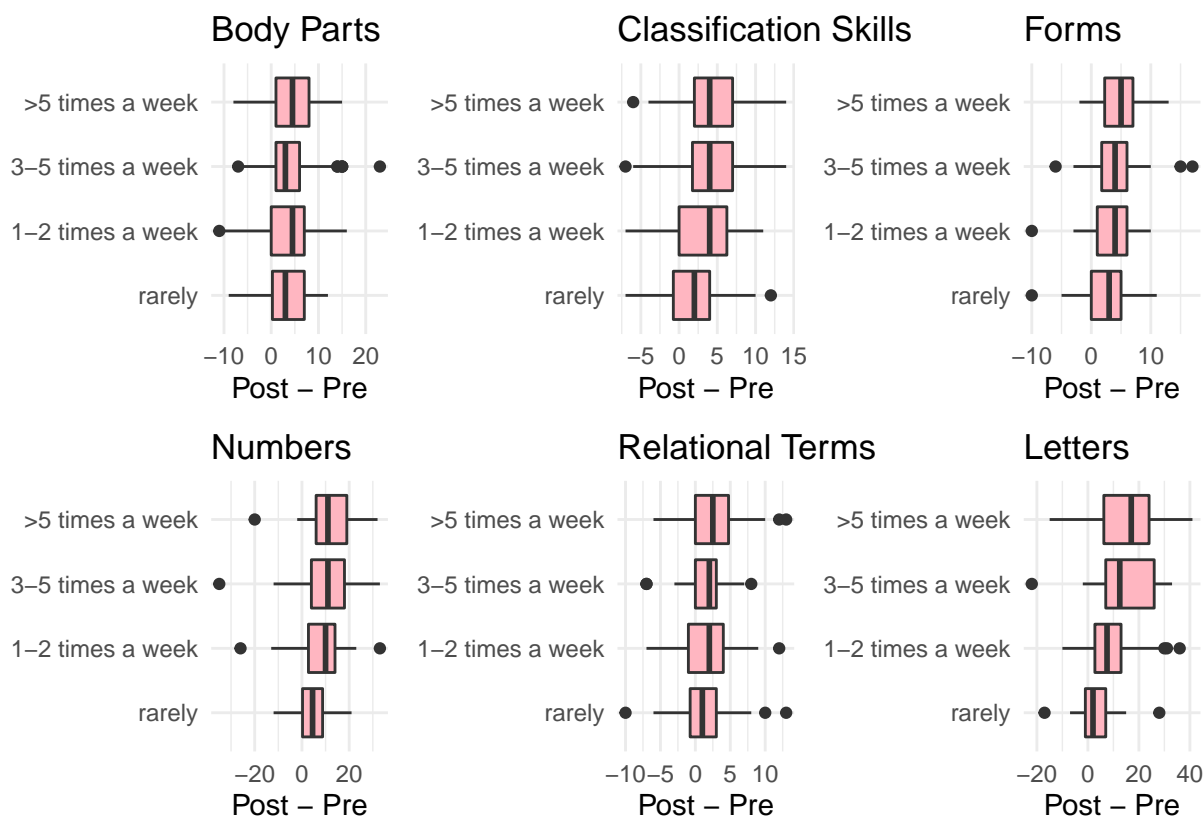 Body Parts
>5 times a week
3–5 times a week
1–2 times a week
rarely
−10 0 10 20
Post − Pre
Classification Skills
>5 times a week
3–5 times a week
1–2 times a week
rarely
−5 0 5 10 15
Post − Pre
Forms
>5 times a week
3–5 times a week
1–2 times a week
rarely
−10 0 10
Post − Pre
Numbers
>5 times a week
3–5 times a week
1–2 times a week
rarely
−20 0 20
Post − Pre
Relational Terms
>5 times a week
3–5 times a week
1–2 times a week
rarely
−10 −5 0 5 10
Post − Pre
Letters
>5 times a week
3–5 times a week
1–2 times a week
rarely
−20 0 20 40
Post − Pre